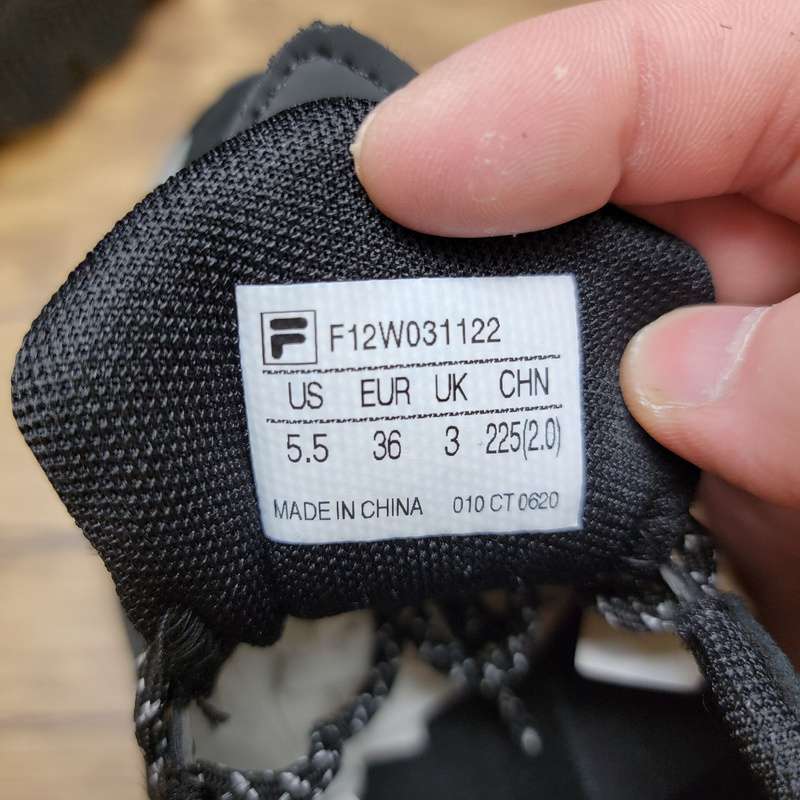 F12W031122
US EUR UK CHN
5.5 36 3 225(2.0)
MADE IN CHINA 010 CT 0620